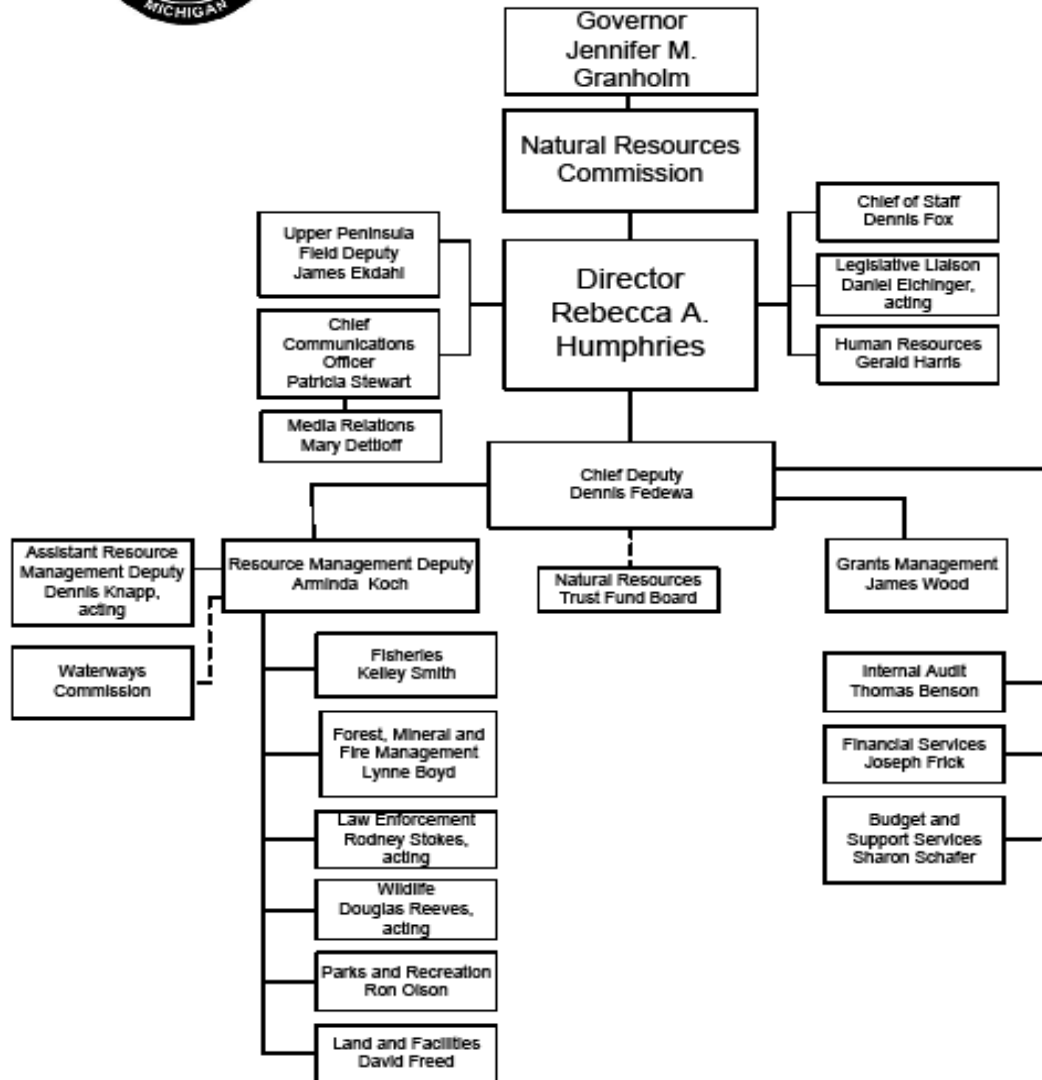 MICHIGAN
Governor
Jennifer M.
Granholm
Natural Resources
Commission
Chief of Staff
Dennis Fox
Upper Peninsula
Field Deputy
James Ekdahl
Director
Rebecca A.
Humphries
Legislative Liaison
Daniel Eichinger,
acting
Chief
Communications
Officer
Patricia Stewart
Human Resources
Gerald Harris
Media Relations
Mary Dettloff
Chief Deputy
Dennis Fedewa
Assistant Resource
Management Deputy
Dennis Knapp,
acting
Resource Management Deputy
Arminda Koch
Natural Resources
Trust Fund Board
Grants Management
James Wood
Waterways
Commission
Fisheries
Kelley Smith
Internal Audit
Thomas Benson
Forest, Mineral and
Fire Management
Lynne Boyd
Financial Services
Joseph Frick
Law Enforcement
Rodney Stokes,
acting
Budget and
Support Services
Sharon Schafer
Wildlife
Douglas Reeves,
acting
Parks and Recreation
Ron Olson
Land and Facilities
David Freed